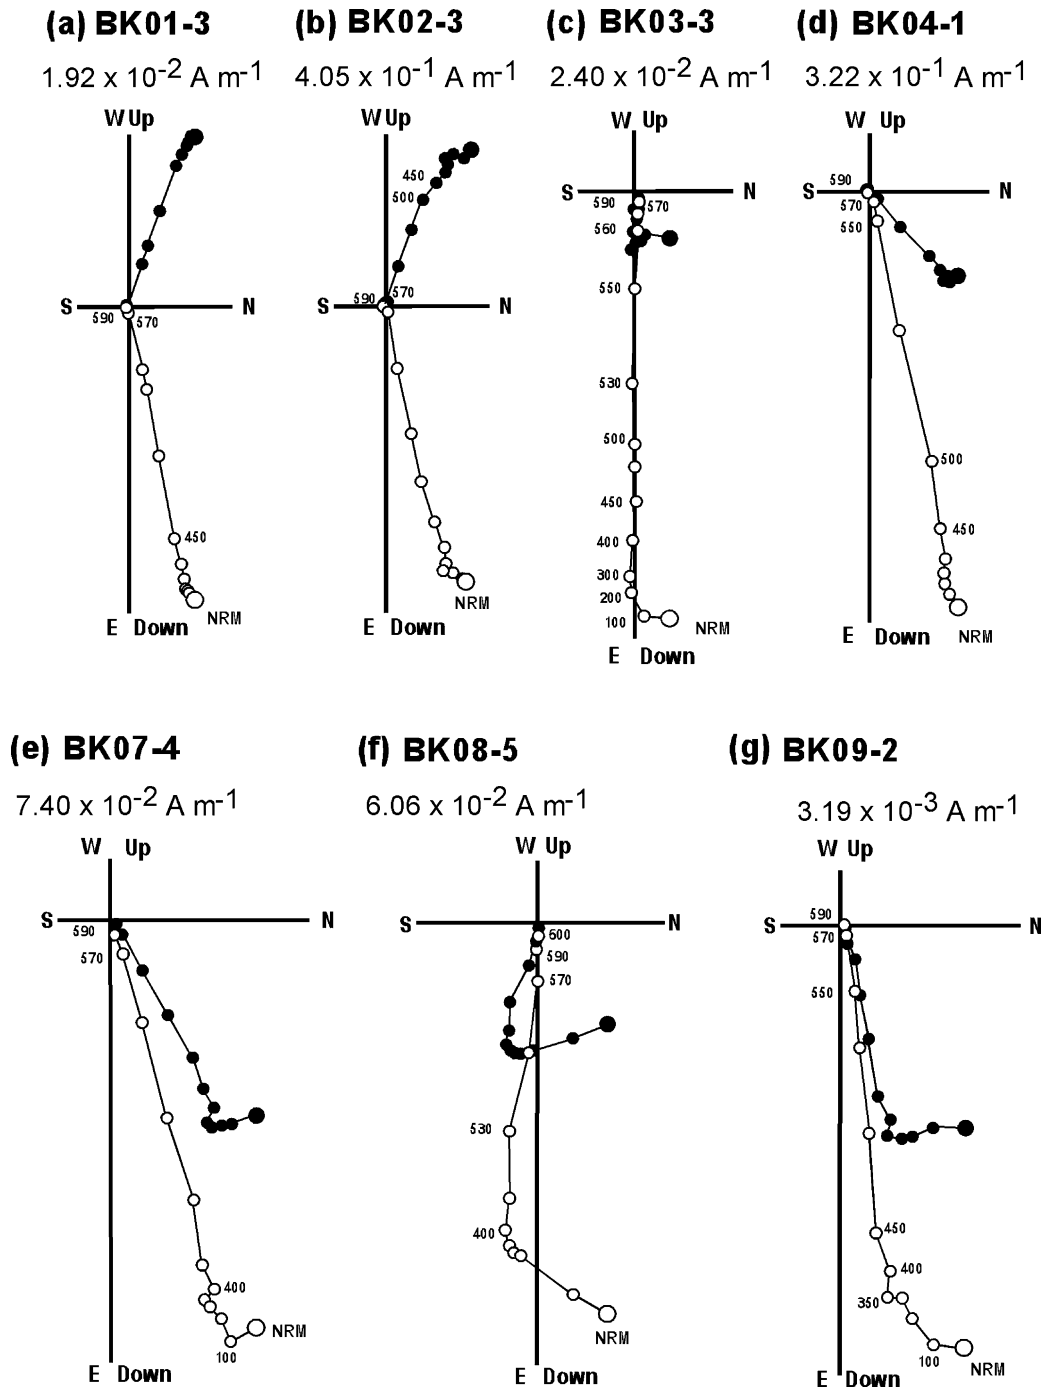 (a) BK01-3
1.92 x 10-2 A m-1
W Up
S N
590 570
450
NRM
E Down
(b) BK02-3
4.05 x 10-1 A m-1
W Up
450
500
590 570
S N
NRM
E Down
(c) BK03-3
2.40 x 10-2 A m-1
W Up
S N
590 570
560
550
530
500
450
400
300
200
100
NRM
E Down
(d) BK04-1
3.22 x 10-1 A m-1
W Up
590
S N
570
550
500
450
NRM
E Down
(e) BK07-4
7.40 x 10-2 A m-1
W Up
S N
590
570
400
NRM
100
E Down
(f) BK08-5
6.06 x 10-2 A m-1
W Up
S N
600
590
570
530
400
NRM
E Down
(g) BK09-2
3.19 x 10-3 A m-1
W Up
590
S N
570
550
450
400
350
100
NRM
E Down